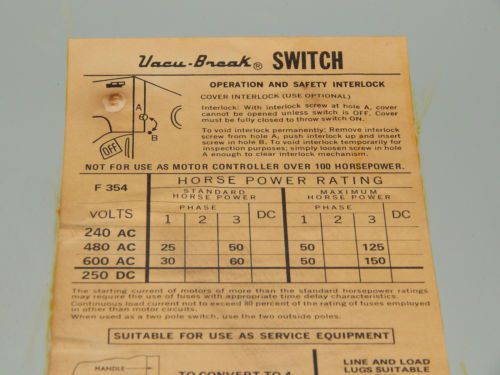 Vacu-Break® SWITCH
OPERATION AND SAFETY INTERLOCK
COVER INTERLOCK (USE OPTIONAL)
Interlock: With interlock screw at hole A, cover
cannot be opened unless switch is OFF. Cover
must be fully closed to throw switch ON.
To void interlock permanently: Remove interlock
screw from hole A, push interlock up and insert
screw in hole B. To void interlock temporarily for
inspection purposes; simply loosen screw in hole
A enough to clear interlock mechanism.
A
B
OFF
NOT FOR USE AS MOTOR CONTROLLER OVER 100 HORSEPOWER.
F 354 HORSE POWER RATING
STANDARD HORSE POWER MAXIMUM HORSE POWER
PHASE DC PHASE DC
VOLTS 1 2 3 1 2 3
240 AC
480 AC 25 50 50 125
600 AC 30 60 50 150
250 DC
The starting current of motors of more than the standard horsepower ratings
may require the use of fuses with appropriate time delay characteristics.
Continuous load current not to exceed 80 percent of the rating of fuses employed
in other than motor circuits.
When used as a two pole switch, use the two outside poles.
SUITABLE FOR USE AS SERVICE EQUIPMENT
HANDLE
TO CONVERT TO 4
LINE AND LOAD
LUGS SUITABLE